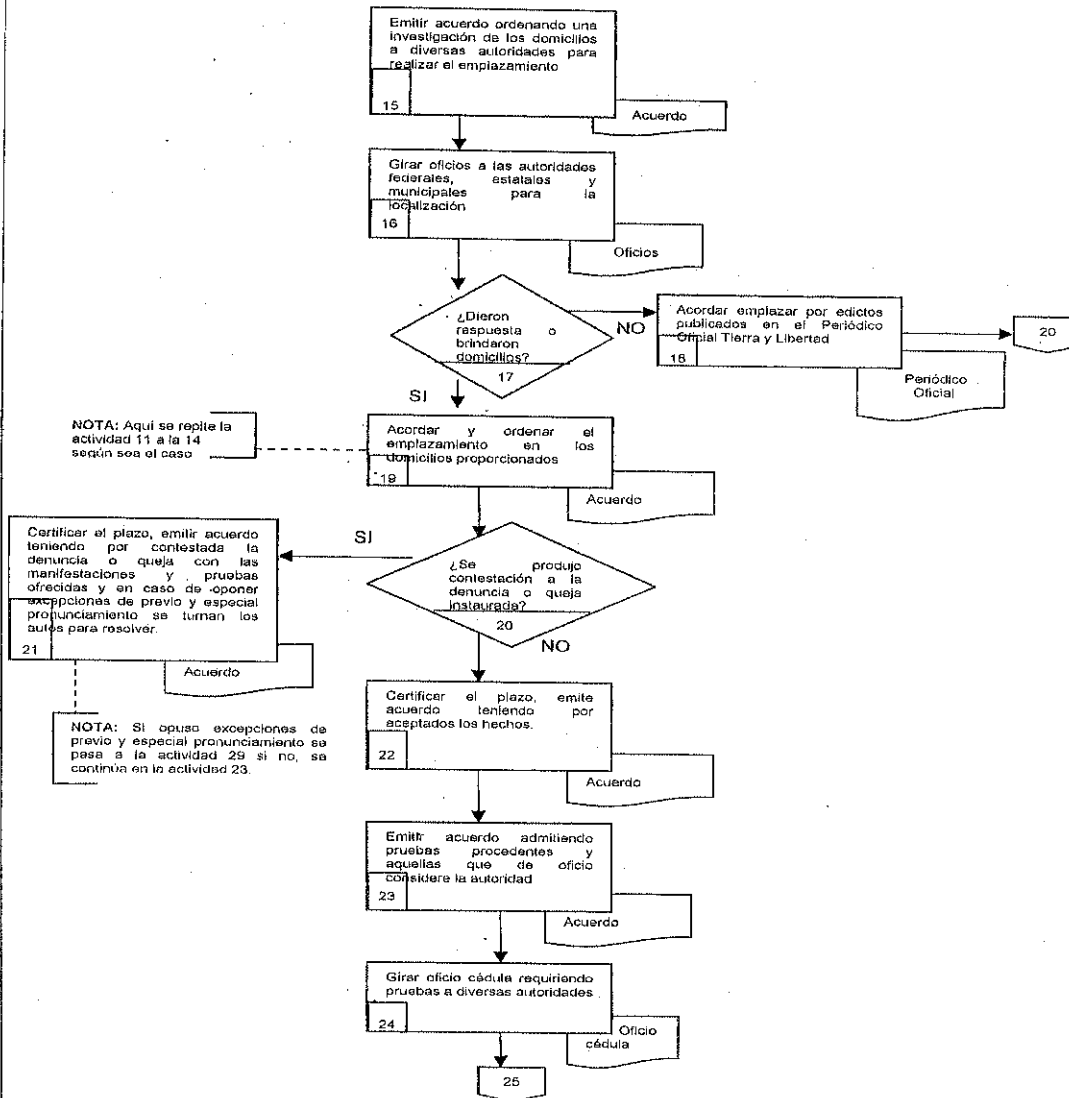 Emitir acuerdo ordenando una
investigación de los domicilios
a diversas autoridades para
realizar el emplazamiento
15
Acuerdo
Girar oficios a las autoridades
federales, estatales y
municipales para la
localización
16
Oficios
¿Dieron
respuesta o
brindaron
domicilios?
17
NO
Acordar emplazar por edictos
publicados en el Periódico
Oficial Tierra y Libertad
18
Periódico
Oficial
20
SI
NOTA: Aquí se repite la
actividad 11 a la 14
según sea el caso
Acordar y ordenar el
emplazamiento en los
domicilios proporcionados
19
Acuerdo
¿Se produjo
contestación a la
denuncia o queja
instaurada?
20
SI
Certificar el plazo, emitir acuerdo
teniendo por contestada la
denuncia o queja con las
manifestaciones y pruebas
ofrecidas y en caso de oponer
excepciones de previo y especial
pronunciamiento se turnan los
autos para resolver.
21
Acuerdo
NOTA: Si opuso excepciones de
previo y especial pronunciamiento se
pasa a la actividad 29 si no, se
continúa en la actividad 23.
NO
Certificar el plazo, emite
acuerdo teniendo por
aceptados los hechos.
22
Acuerdo
Emitir acuerdo admitiendo
pruebas procedentes y
aquellas que de oficio
considere la autoridad
23
Acuerdo
Girar oficio cédula requiriendo
pruebas a diversas autoridades
24
Oficio
cédula
25